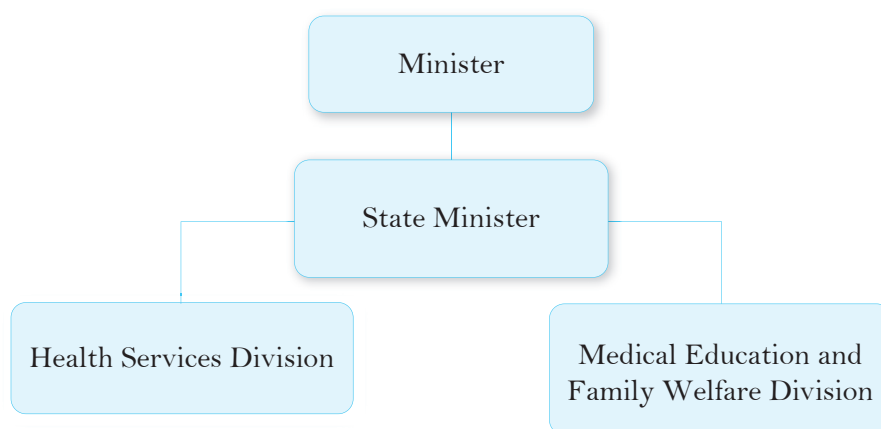 Minister
State Minister
Health Services Division
Medical Education and
Family Welfare Division